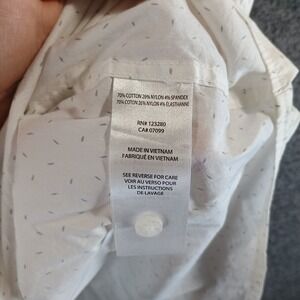 70% COTTON 26% NYLON 4% SPANDEX
70% COTON 26% NYLON 4% ÉLASTHANNE
RN# 123280
CA# 07099
MADE IN VIETNAM
FABRIQUÉ EN VIETNAM
SEE REVERSE FOR CARE
VOIR AU VERSO POUR
LES INSTRUCTIONS
DE LAVAGE